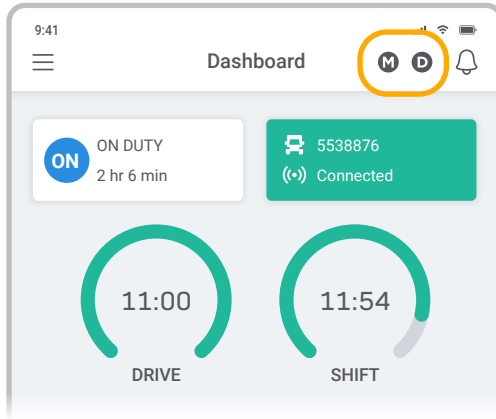 9:41
Dashboard M D
ON DUTY 5538876
ON
2 hr 6 min Connected
11:00 11:54
DRIVE SHIFT